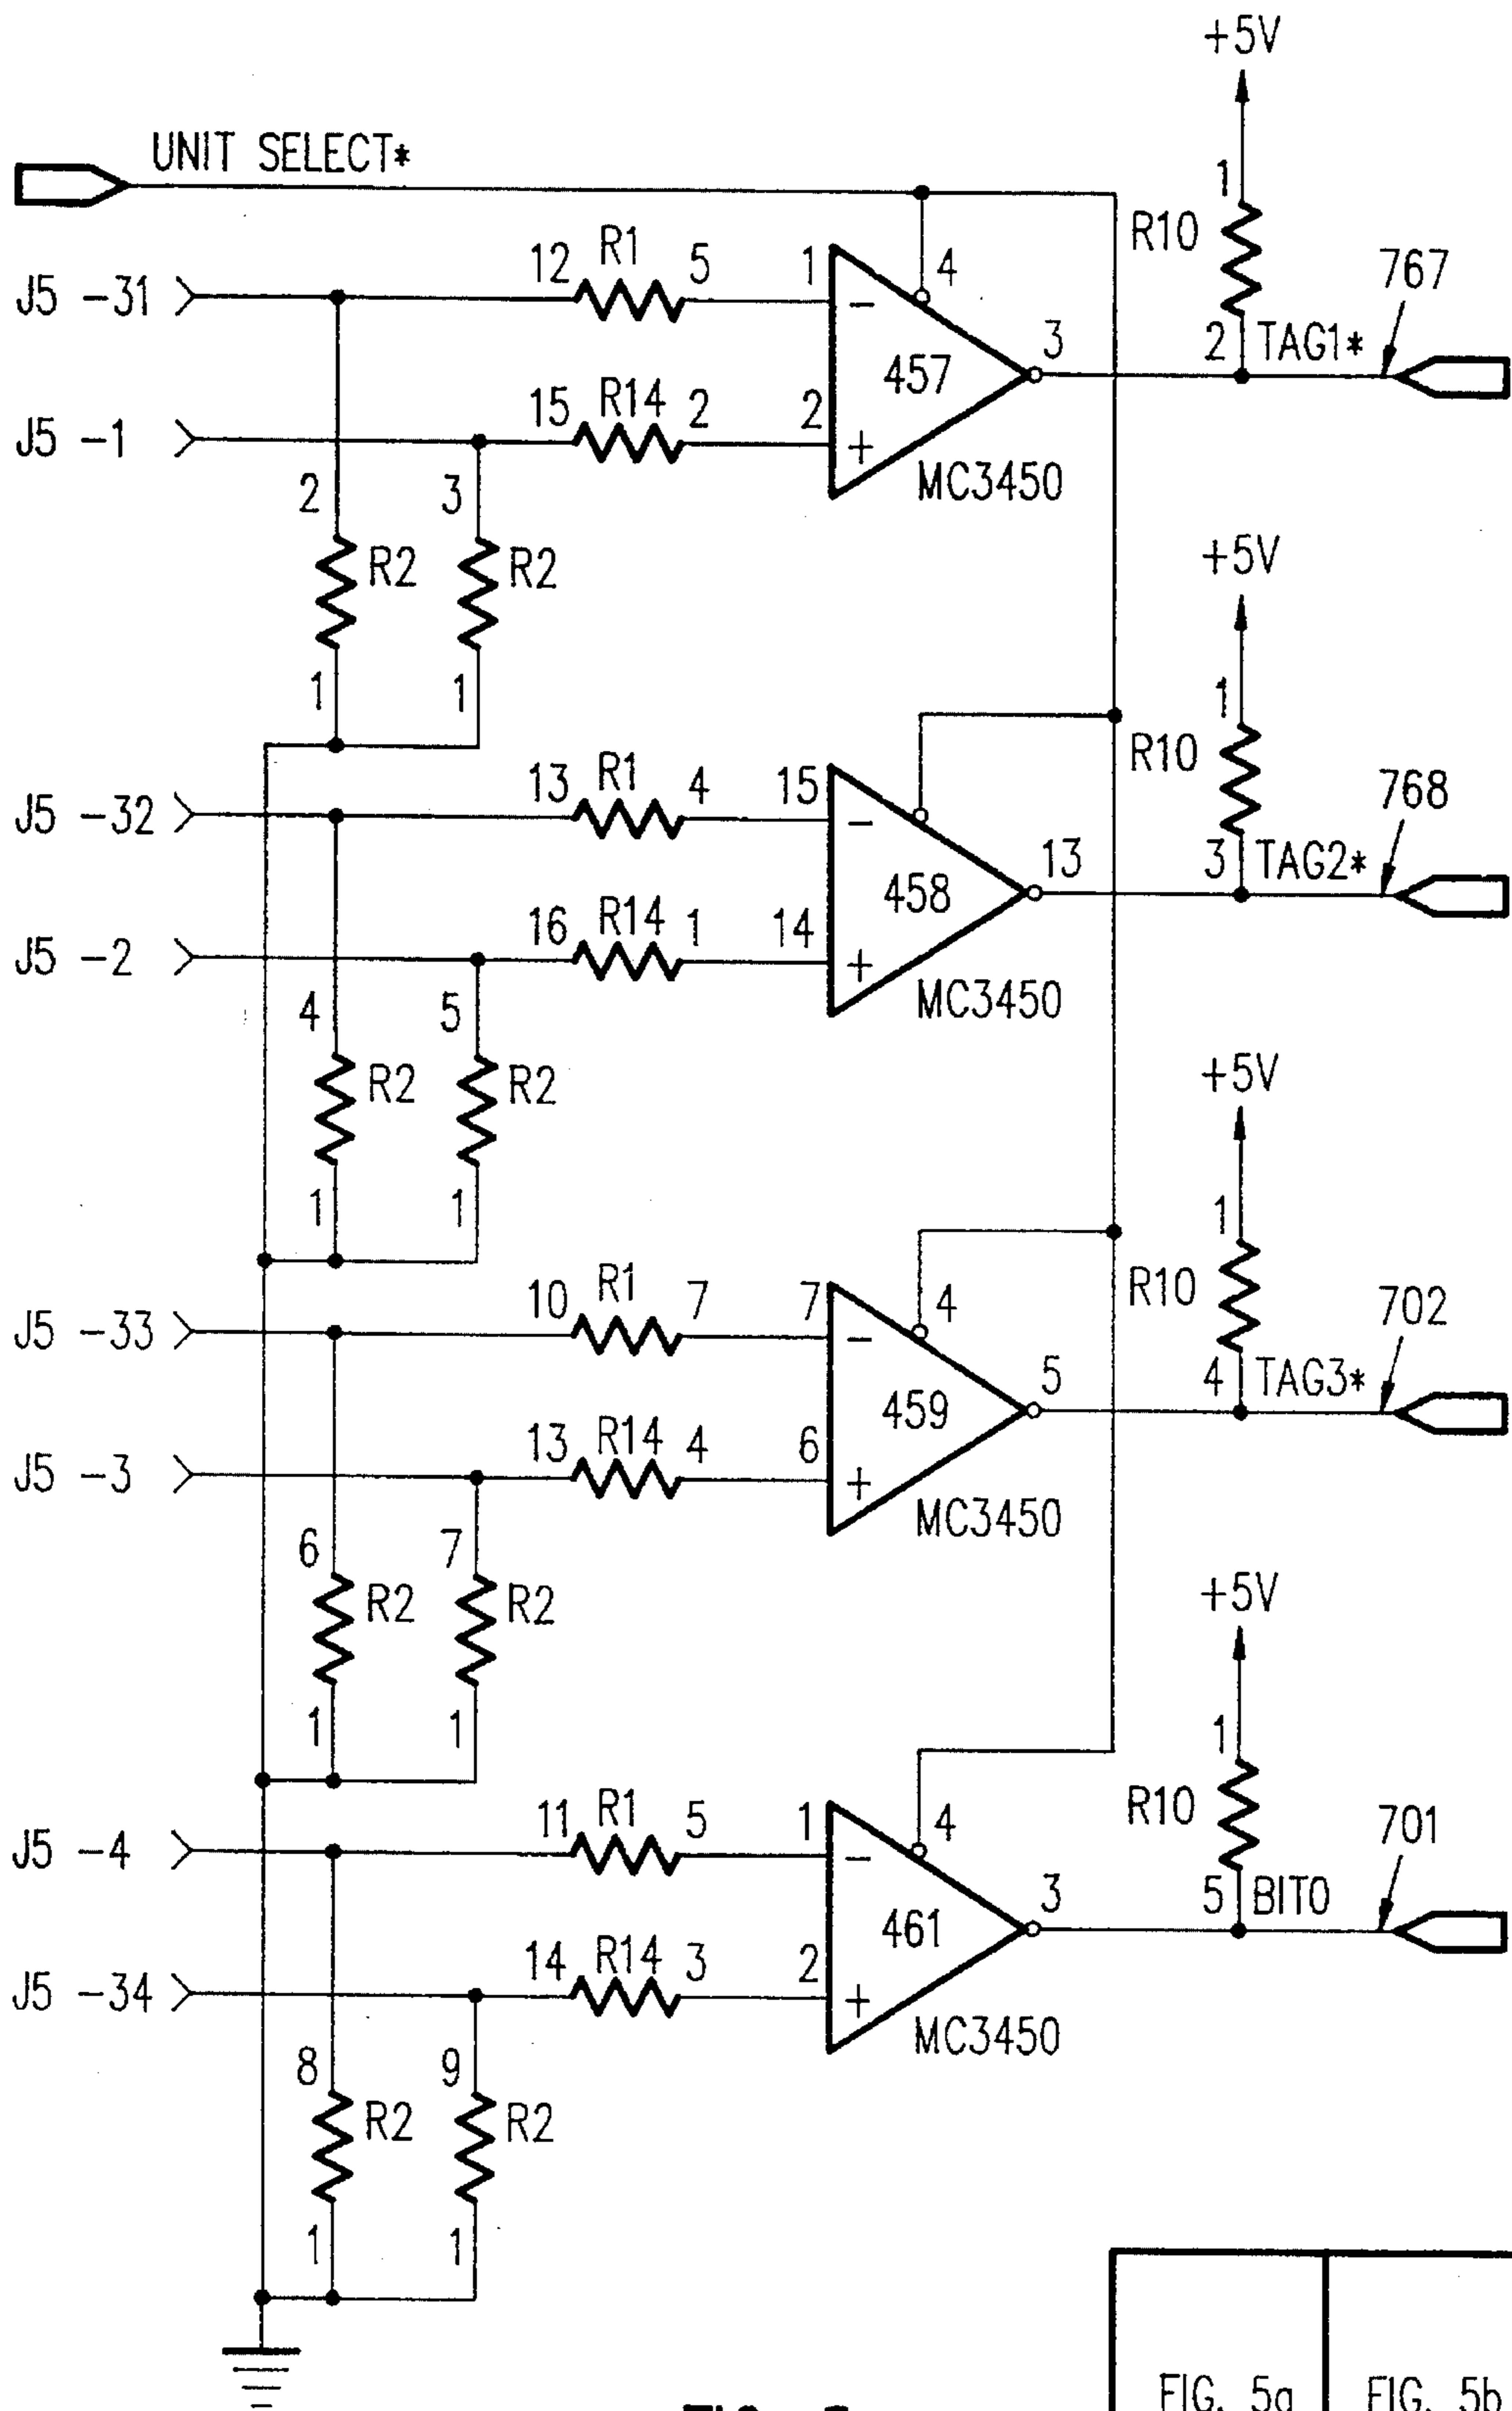 +5V
UNIT SELECT*
1
R10
J5 -31
12 R1 5
1
−
4
767
457
3
2 TAG1*
J5 -1
15 R14 2
2
+
MC3450
2
3
R2
R2
+5V
1
1
1
R10
J5 -32
13 R1 4
15
−
768
458
13
3 TAG2*
J5 -2
16 R14 1
14
+
MC3450
4
5
R2
R2
+5V
1
1
1
R10
J5 -33
10 R1 7
7
−
4
702
459
5
4 TAG3*
J5 -3
13 R14 4
6
+
MC3450
6
7
R2
R2
+5V
1
1
1
R10
J5 -4
11 R1 5
1
−
4
701
461
3
5 BIT0
J5 -34
14 R14 3
2
+
MC3450
8
9
R2
R2
1
1
FIG. 5a
FIG. 5b